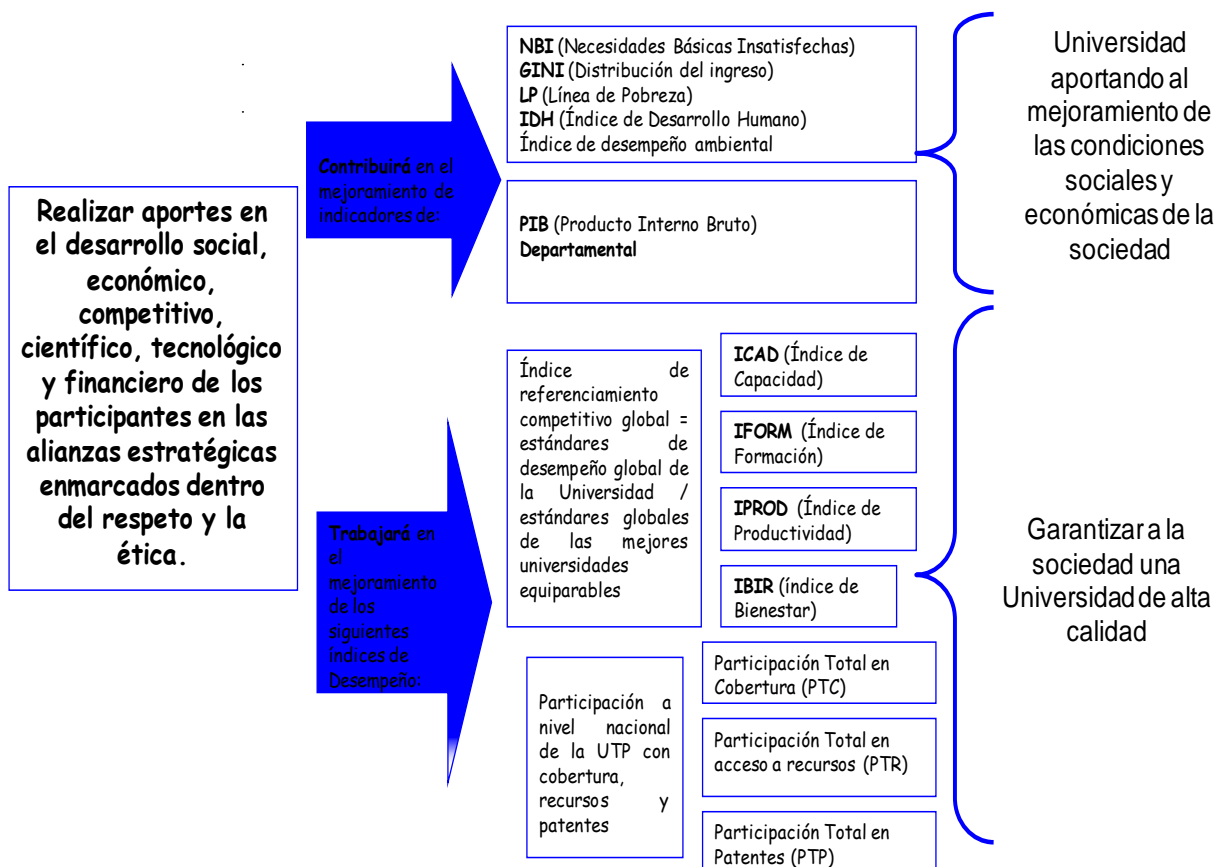 Realizar aportes en
el desarrollo social,
económico,
competitivo,
científico, tecnológico
y financiero de los
participantes en las
alianzas estratégicas
enmarcados dentro
del respeto y la
ética.
Contribuirá en el
mejoramiento de
indicadores de:
NBI (Necesidades Básicas Insatisfechas)
GINI (Distribución del ingreso)
LP (Línea de Pobreza)
IDH (Índice de Desarrollo Humano)
Índice de desempeño ambiental
PIB (Producto Interno Bruto)
Departamental
Universidad
aportando al
mejoramiento de
las condiciones
sociales y
económicas de la
sociedad
Trabajará en
el
mejoramiento
de los
siguientes
índices de
Desempeño:
Índice de
referenciamiento
competitivo global =
estándares de
desempeño global de
la Universidad /
estándares globales
de las mejores
universidades
equiparables
ICAD (Índice de
Capacidad)
IFORM (Índice de
Formación)
IPROD (Índice de
Productividad)
IBIR (índice de
Bienestar)
Participación a
nivel nacional
de la UTP con
cobertura,
recursos y
patentes
Participación Total en
Cobertura (PTC)
Participación Total en
acceso a recursos (PTR)
Participación Total en
Patentes (PTP)
Garantizar a la
sociedad una
Universidad de alta
calidad